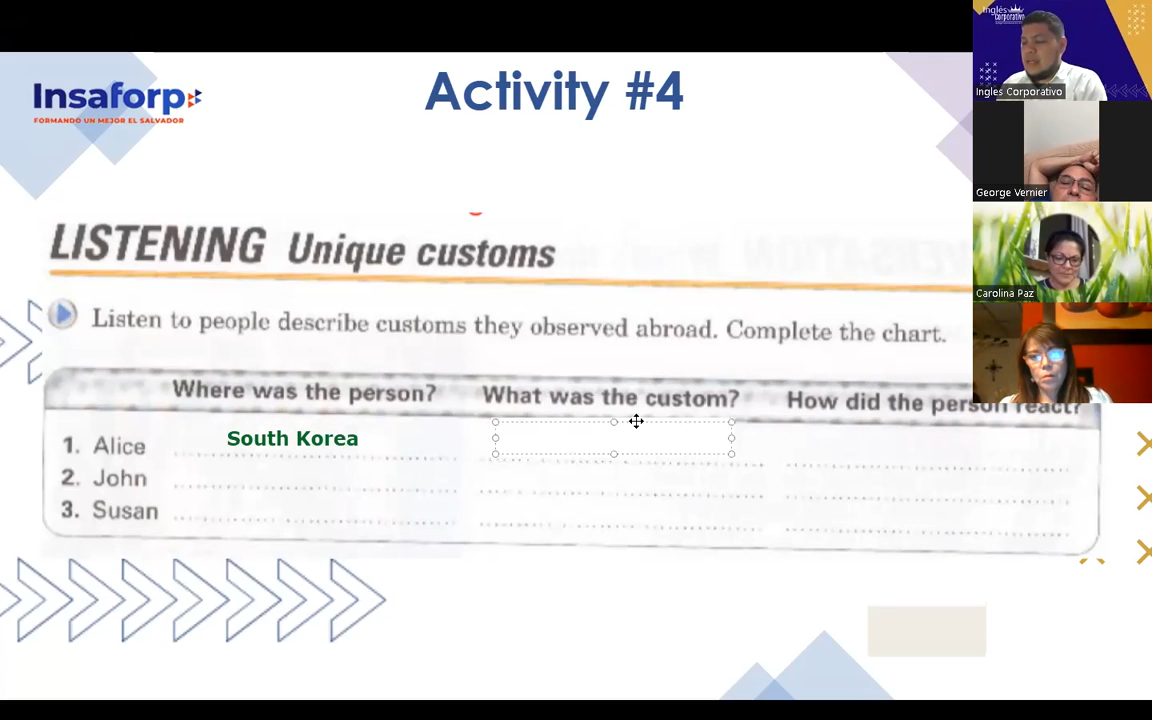 Insaforp
FORMANDO UN MEJOR EL SALVADOR
Activity #4
Inglés
corporativo
Ingles Corporativo
George Vernier
Carolina Paz
LISTENING Unique customs
Listen to people describe customs they observed abroad. Complete the chart.
Where was the person? What was the custom? How did the person react?
1. Alice South Korea
2. John
3. Susan